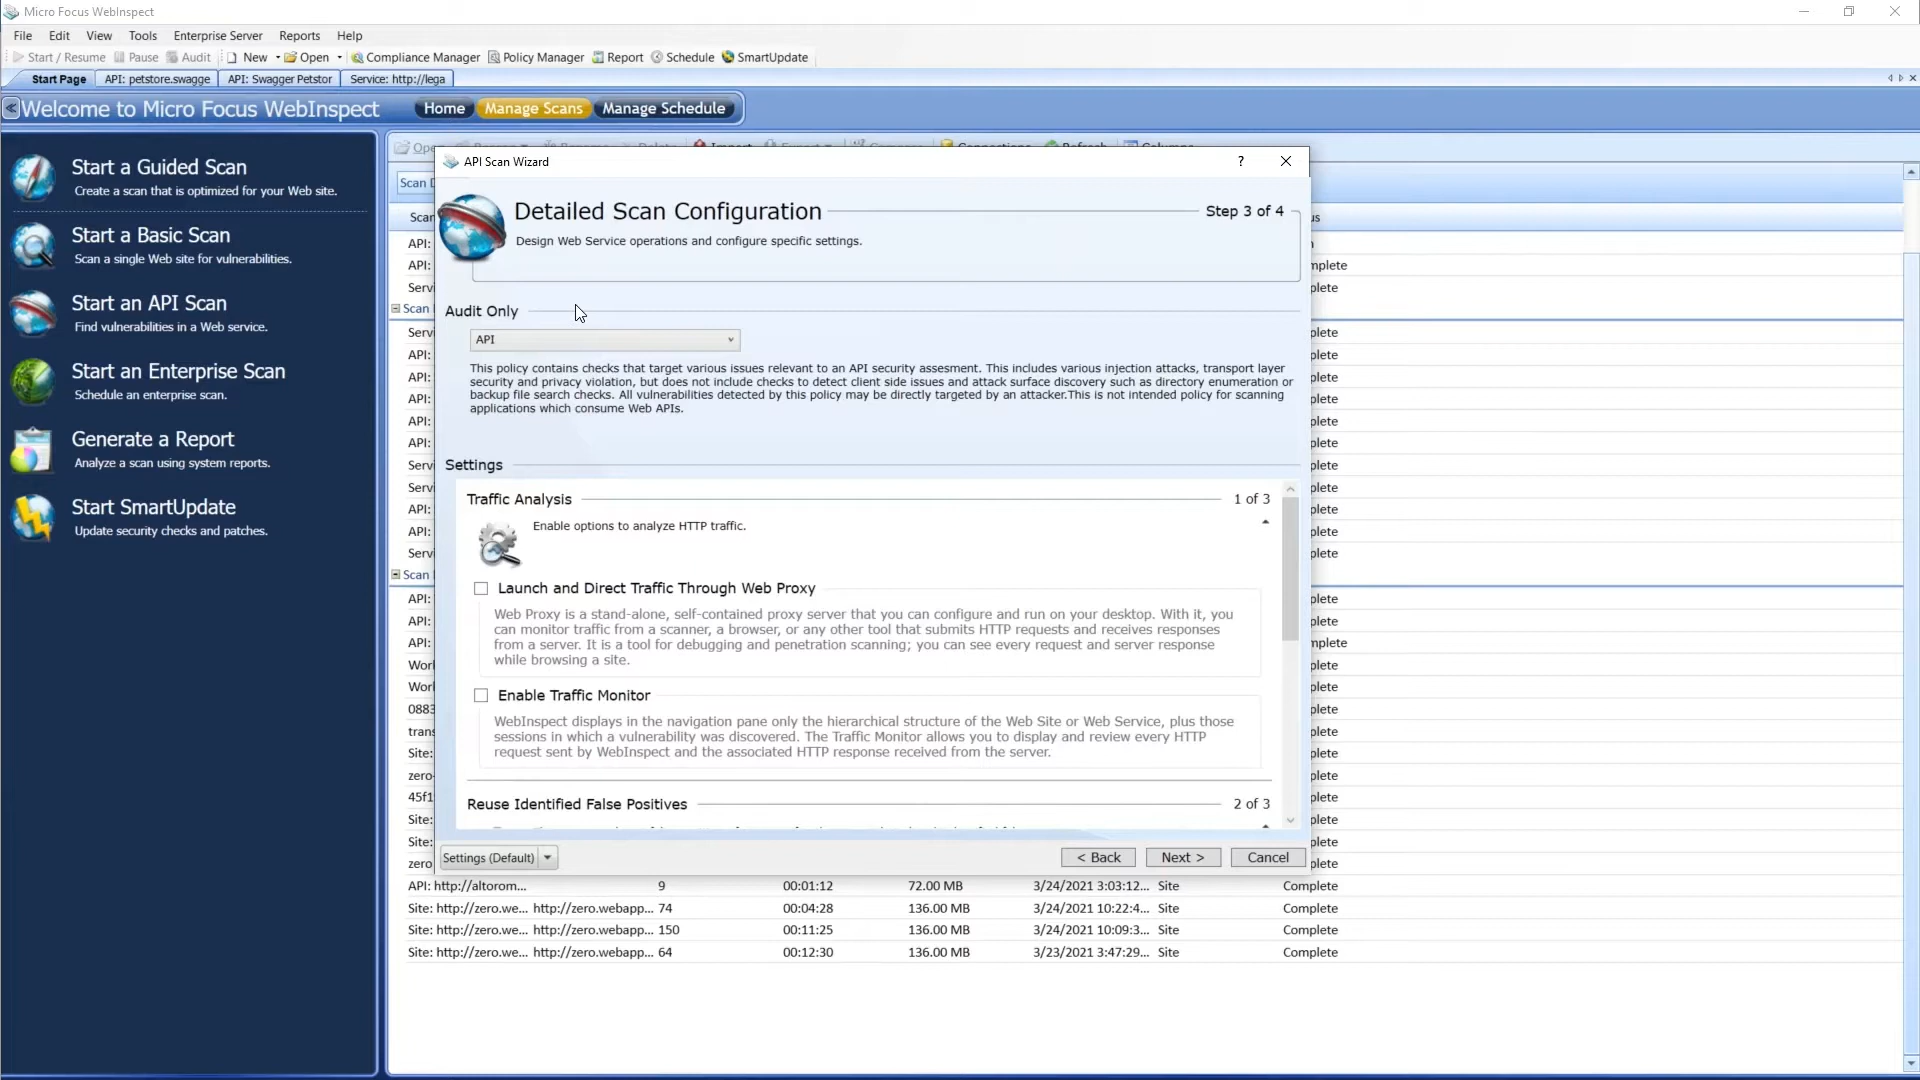 Micro Focus WebInspect
File Edit View Tools Enterprise Server Reports Help
Start / Resume Pause Audit New Open Compliance Manager Policy Manager Report Schedule SmartUpdate
Start Page API: petstore.swagge API: Swagger Petstor Service: http://lega
Welcome to Micro Focus WebInspect Home Manage Scans Manage Schedule
Start a Guided Scan
Create a scan that is optimized for your Web site.
Start a Basic Scan
Scan a single Web site for vulnerabilities.
Start an API Scan
Find vulnerabilities in a Web service.
Start an Enterprise Scan
Schedule an enterprise scan.
Generate a Report
Analyze a scan using system reports.
Start SmartUpdate
Update security checks and patches.
API Scan Wizard ?
Detailed Scan Configuration Step 3 of 4
Design Web Service operations and configure specific settings.
Audit Only
API
This policy contains checks that target various issues relevant to an API security assesment. This includes various injection attacks, transport layer
security and privacy violation, but does not include checks to detect client side issues and attack surface discovery such as directory enumeration or
backup file search checks. All vulnerabilities detected by this policy may be directly targeted by an attacker.This is not intended policy for scanning
applications which consume Web APIs.
Settings
Traffic Analysis 1 of 3
Enable options to analyze HTTP traffic.
Launch and Direct Traffic Through Web Proxy
Web Proxy is a stand-alone, self-contained proxy server that you can configure and run on your desktop. With it, you
can monitor traffic from a scanner, a browser, or any other tool that submits HTTP requests and receives responses
from a server. It is a tool for debugging and penetration scanning; you can see every request and server response
while browsing a site.
Enable Traffic Monitor
WebInspect displays in the navigation pane only the hierarchical structure of the Web Site or Web Service, plus those
sessions in which a vulnerability was discovered. The Traffic Monitor allows you to display and review every HTTP
request sent by WebInspect and the associated HTTP response received from the server.
Reuse Identified False Positives 2 of 3
Settings (Default) < Back Next > Cancel
API: http://altorom... 9 00:01:12 72.00 MB 3/24/2021 3:03:12... Site Complete
Site: http://zero.we... http://zero.webapp... 74 00:04:28 136.00 MB 3/24/2021 10:22:4... Site Complete
Site: http://zero.we... http://zero.webapp... 150 00:11:25 136.00 MB 3/24/2021 10:09:3... Site Complete
Site: http://zero.we... http://zero.webapp... 64 00:12:30 136.00 MB 3/23/2021 3:47:29... Site Complete